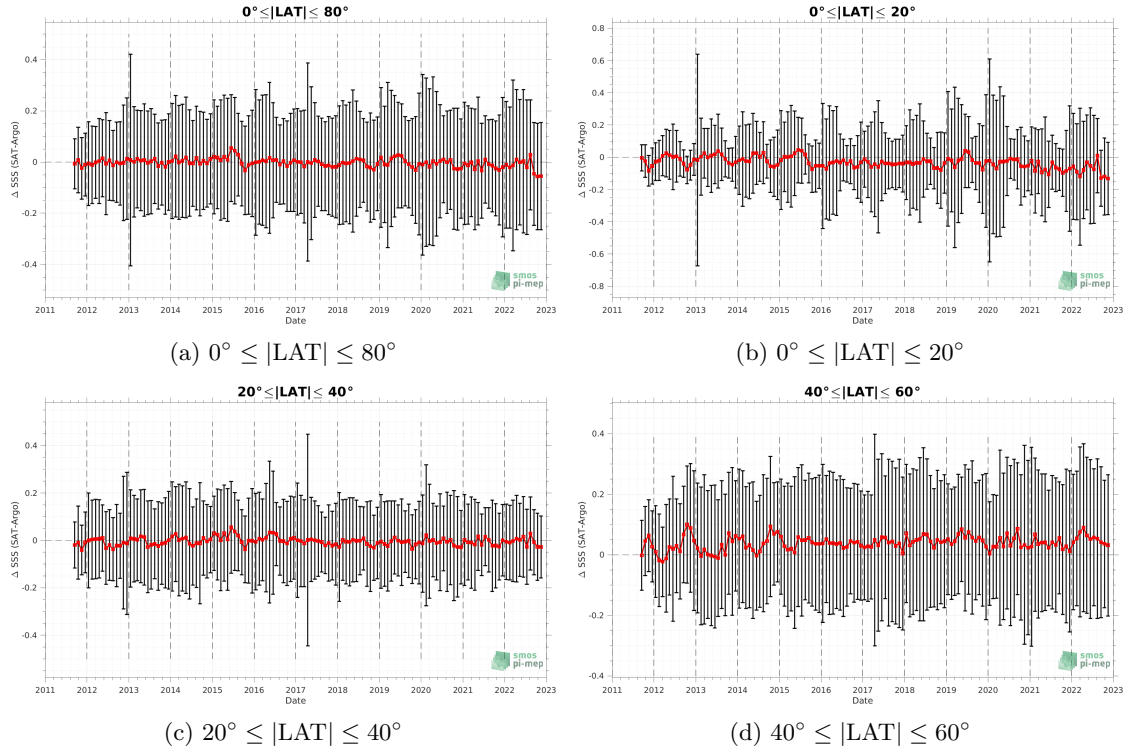 0°≤|LAT|≤ 80°
Δ SSS (SAT-Argo)
0.4
0.2
0
-0.2
-0.4
2011 2012 2013 2014 2015 2016 2017 2018 2019 2020 2021 2022 2023
Date
smos
pi-mep
(a) 0° ≤ |LAT| ≤ 80°
0°≤|LAT|≤ 20°
Δ SSS (SAT-Argo)
0.8
0.6
0.4
0.2
0
-0.2
-0.4
-0.6
-0.8
2011 2012 2013 2014 2015 2016 2017 2018 2019 2020 2021 2022 2023
Date
smos
pi-mep
(b) 0° ≤ |LAT| ≤ 20°
20°≤|LAT|≤ 40°
Δ SSS (SAT-Argo)
0.4
0.2
0
-0.2
-0.4
2011 2012 2013 2014 2015 2016 2017 2018 2019 2020 2021 2022 2023
Date
smos
pi-mep
(c) 20° ≤ |LAT| ≤ 40°
40°≤|LAT|≤ 60°
Δ SSS (SAT-Argo)
0.4
0.2
0
-0.2
-0.4
2011 2012 2013 2014 2015 2016 2017 2018 2019 2020 2021 2022 2023
Date
smos
pi-mep
(d) 40° ≤ |LAT| ≤ 60°